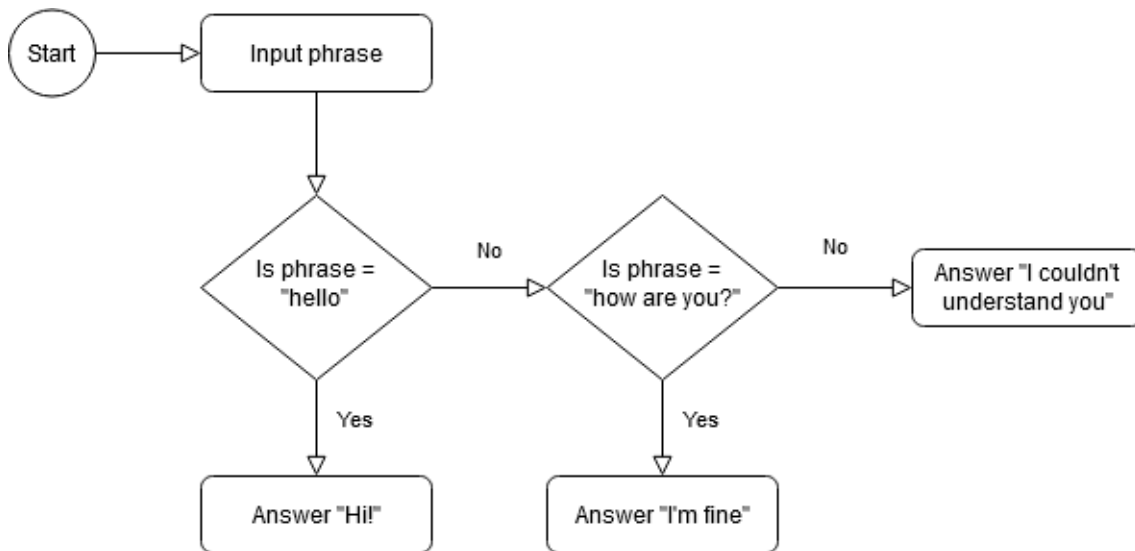 Start
Input phrase
Is phrase =
"hello"
No
Is phrase =
"how are you?"
No
Answer "I couldn't
understand you"
Yes
Yes
Answer "Hi!"
Answer "I'm fine"